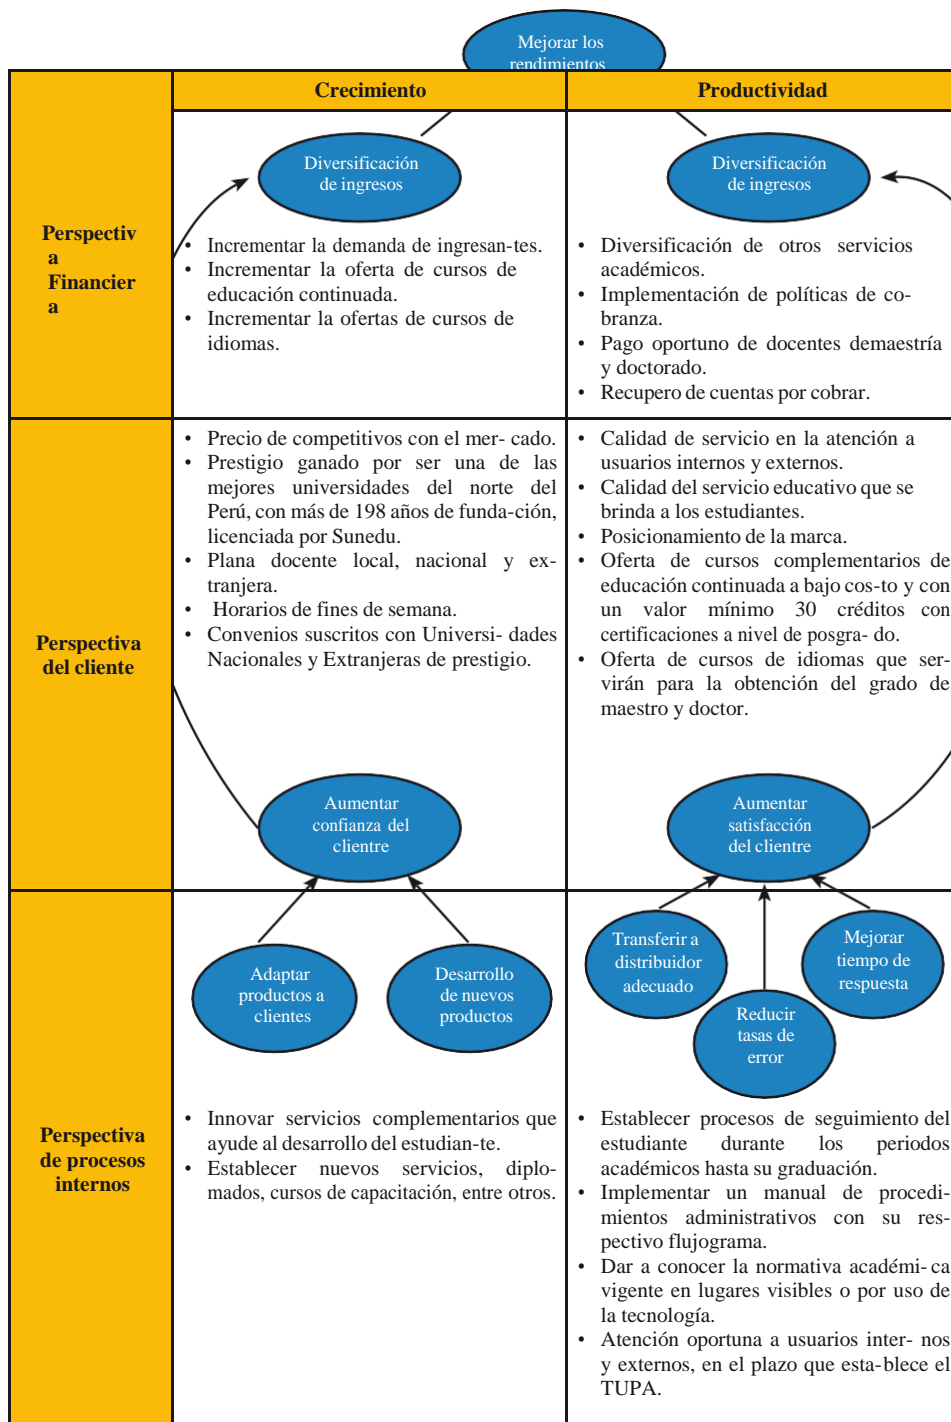 Mejorar los
rendimientos
Crecimiento
Productividad
Perspectiv
a
Financier
a
Diversificación
de ingresos
• Incrementar la demanda de ingresan-tes.
• Incrementar la oferta de cursos de
educación continuada.
• Incrementar la ofertas de cursos de
idiomas.
Diversificación
de ingresos
• Diversificación de otros servicios
académicos.
• Implementación de políticas de co-
branza.
• Pago oportuno de docentes demaestría
y doctorado.
• Recupero de cuentas por cobrar.
Perspectiva
del cliente
• Precio de competitivos con el mer- cado.
• Prestigio ganado por ser una de las
mejores universidades del norte del
Perú, con más de 198 años de funda-ción,
licenciada por Sunedu.
• Plana docente local, nacional y ex-
tranjera.
• Horarios de fines de semana.
• Convenios suscritos con Universi- dades
Nacionales y Extranjeras de prestigio.
Aumentar
confianza del
clientre
• Calidad de servicio en la atención a
usuarios internos y externos.
• Calidad del servicio educativo que se
brinda a los estudiantes.
• Posicionamiento de la marca.
• Oferta de cursos complementarios de
educación continuada a bajo cos-to y con
un valor mínimo 30 créditos con
certificaciones a nivel de posgra- do.
• Oferta de cursos de idiomas que ser-
virán para la obtención del grado de
maestro y doctor.
Aumentar
satisfacción
del clientre
Perspectiva
de procesos
internos
Adaptar
productos a
clientes
Desarrollo
de nuevos
productos
• Innovar servicios complementarios que
ayude al desarrollo del estudian-te.
• Establecer nuevos servicios, diplo-
mados, cursos de capacitación, entre otros.
Transferir a
distribuidor
adecuado
Reducir
tasas de
error
Mejorar
tiempo de
respuesta
• Establecer procesos de seguimiento del
estudiante durante los periodos
académicos hasta su graduación.
• Implementar un manual de procedi-
mientos administrativos con su res-
pectivo flujograma.
• Dar a conocer la normativa académi- ca
vigente en lugares visibles o por uso de
la tecnología.
• Atención oportuna a usuarios inter- nos
y externos, en el plazo que esta-blece el
TUPA.